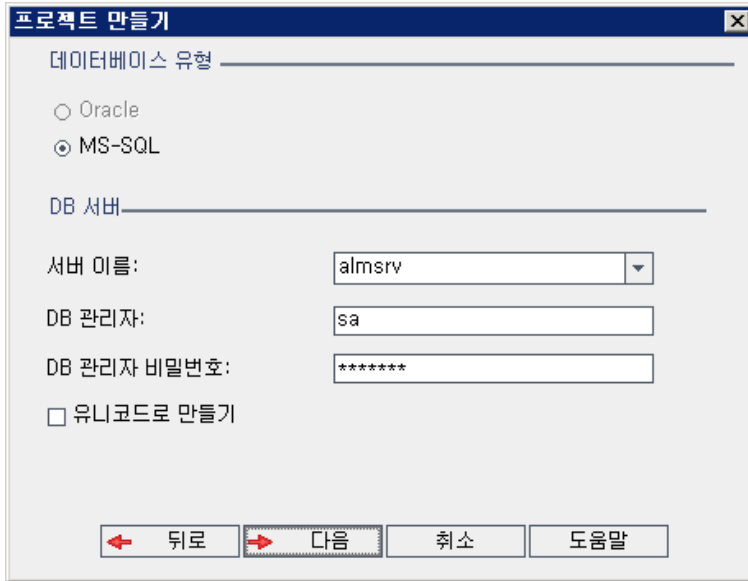 프로젝트 만들기
데이터베이스 유형
Oracle
MS-SQL
DB 서버
서버 이름: almsrv
DB 관리자: sa
DB 관리자 비밀번호: *******
유니코드로 만들기
뒤로 다음 취소 도움말